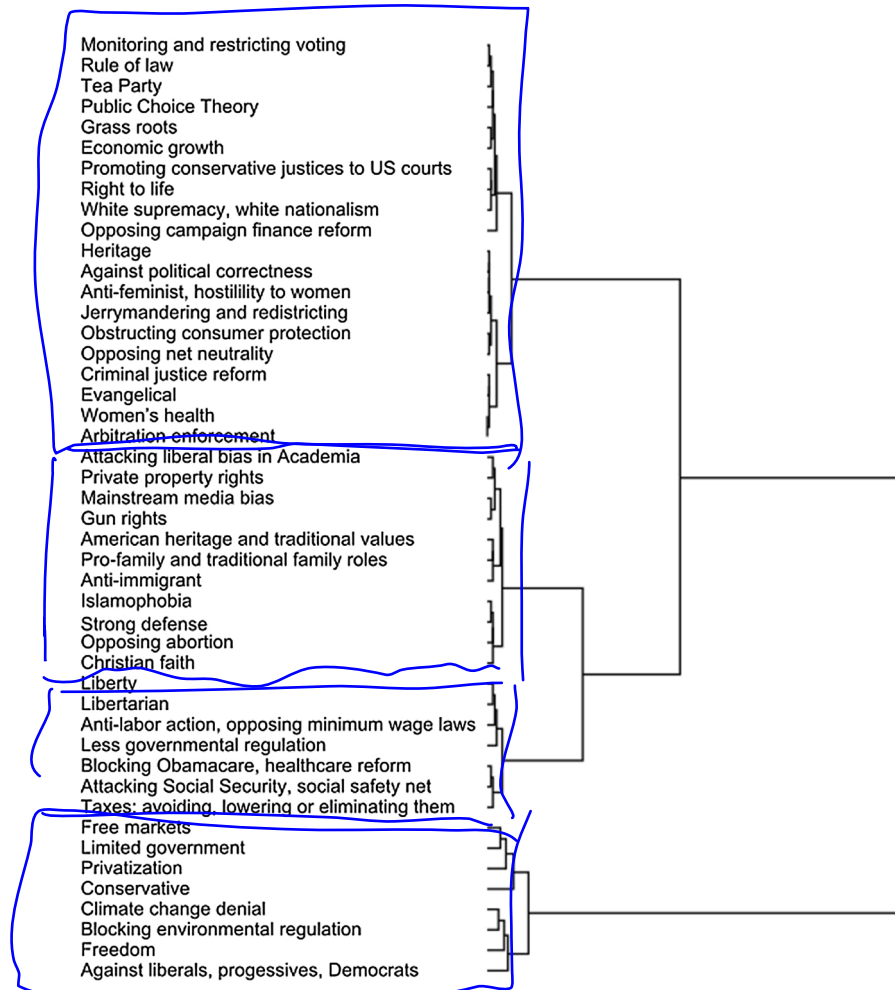 Monitoring and restricting voting
Rule of law
Tea Party
Public Choice Theory
Grass roots
Economic growth
Promoting conservative justices to US courts
Right to life
White supremacy, white nationalism
Opposing campaign finance reform
Heritage
Against political correctness
Anti-feminist, hostilility to women
Jerrymandering and redistricting
Obstructing consumer protection
Opposing net neutrality
Criminal justice reform
Evangelical
Women's health
Arbitration enforcement
Attacking liberal bias in Academia
Private property rights
Mainstream media bias
Gun rights
American heritage and traditional values
Pro-family and traditional family roles
Anti-immigrant
Islamophobia
Strong defense
Opposing abortion
Christian faith
Liberty
Libertarian
Anti-labor action, opposing minimum wage laws
Less governmental regulation
Blocking Obamacare, healthcare reform
Attacking Social Security, social safety net
Taxes: avoiding, lowering or eliminating them
Free markets
Limited government
Privatization
Conservative
Climate change denial
Blocking environmental regulation
Freedom
Against liberals, progessives, Democrats